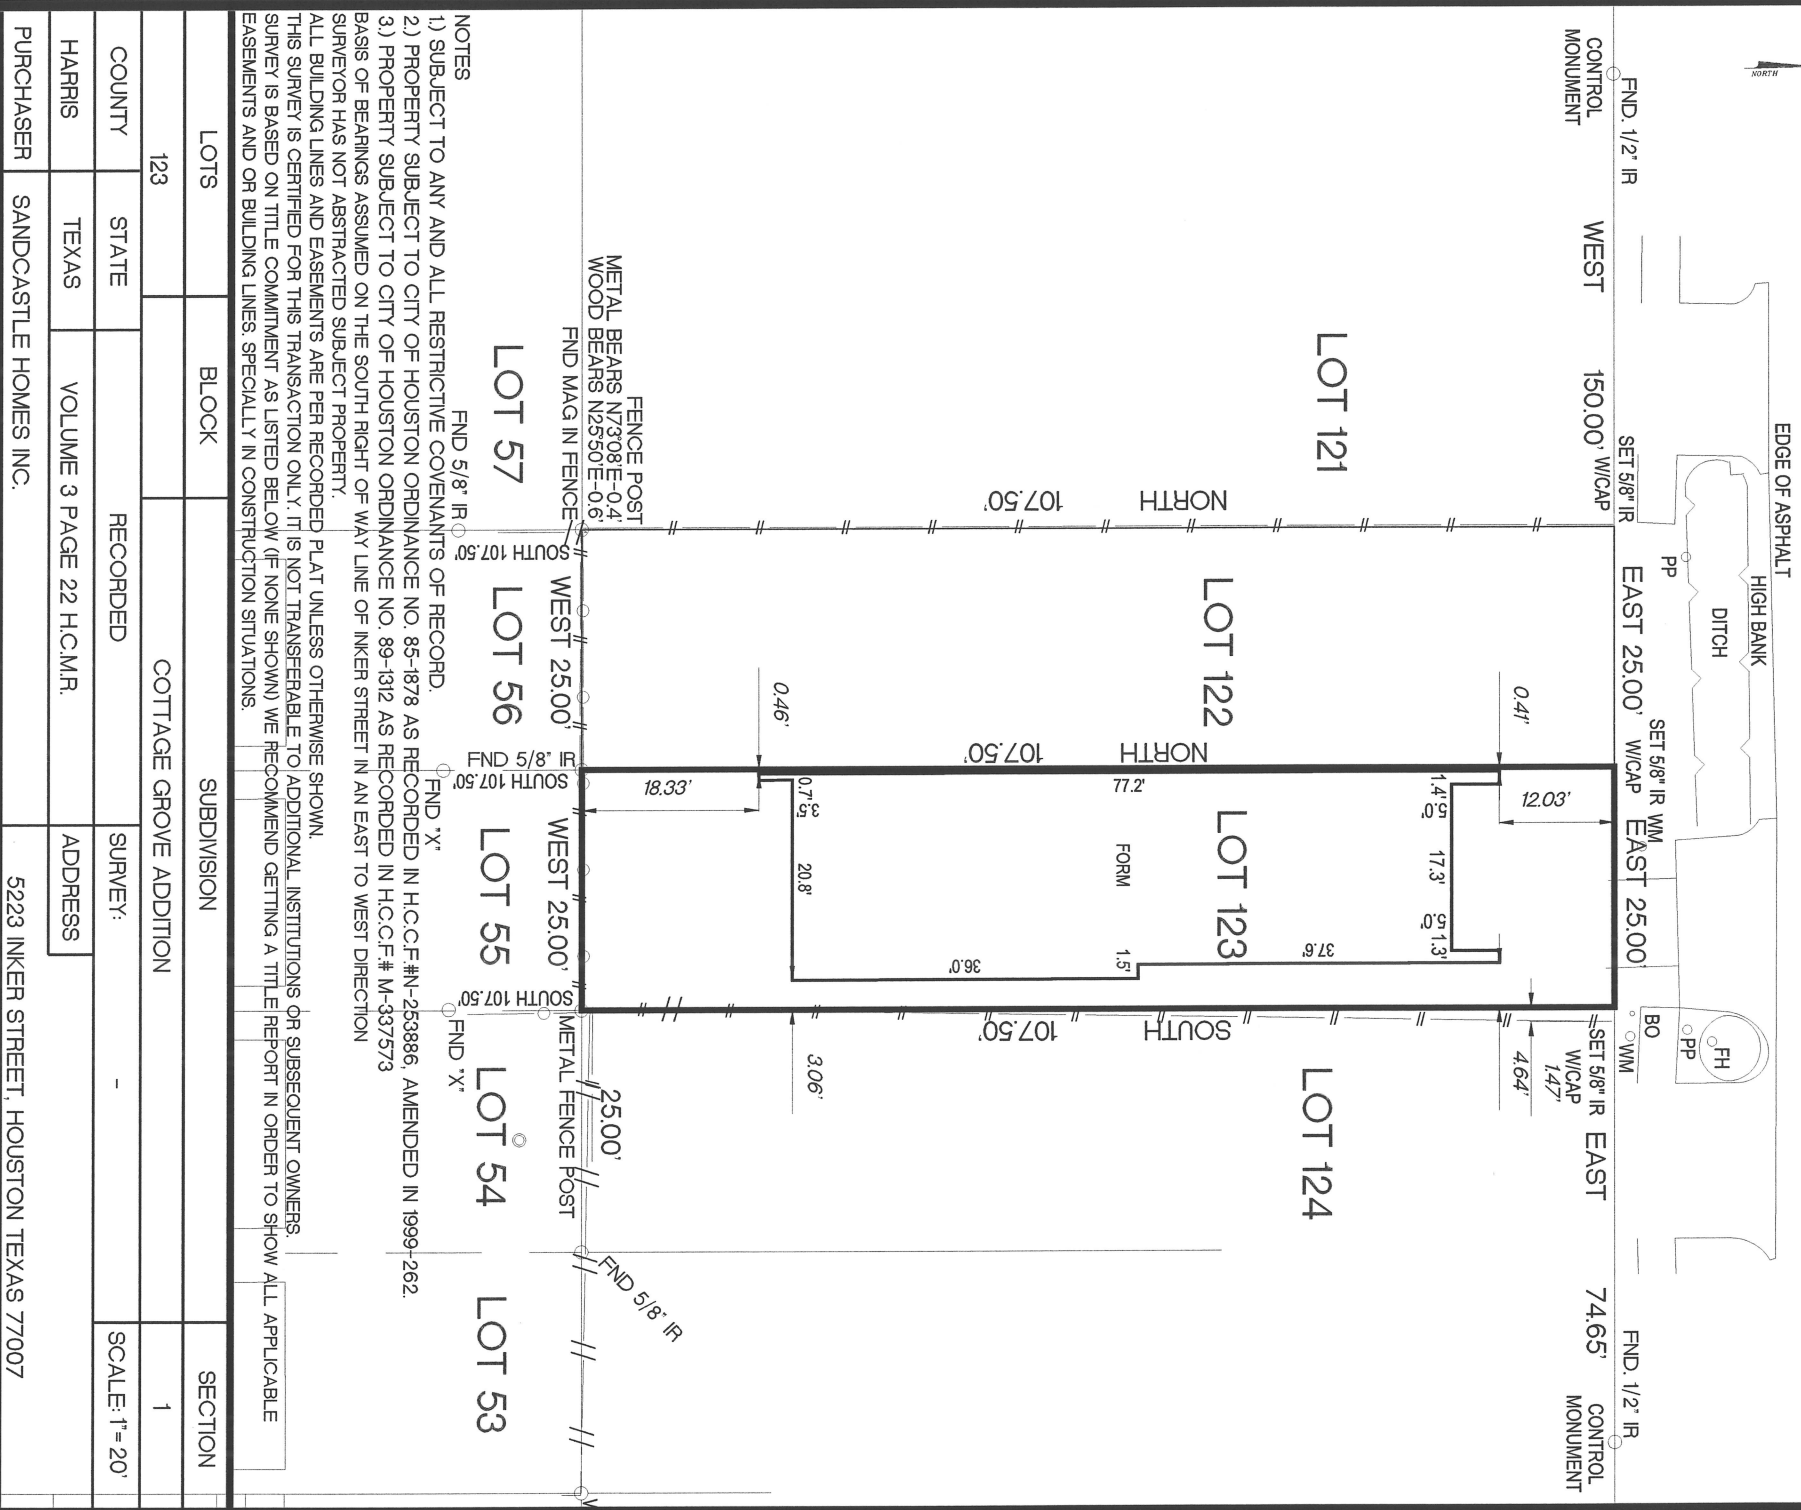 NORTH
EDGE OF ASPHALT
HIGH BANK
DITCH
PP
FH
PP
BO
WM
WM
FND. 1/2" IR
CONTROL
MONUMENT
WEST 150.00'
SET 5/8" IR
W/CAP
EAST 25.00'
SET 5/8" IR
W/CAP
EAST 25.00'
SET 5/8" IR
W/CAP
1.47'
EAST 74.65'
FND. 1/2" IR
CONTROL
MONUMENT
0.41'
12.03'
4.64'
1.4'
5.0'
17.3'
5.0'
1.3'
LOT 121
LOT 122
LOT 123
LOT 124
NORTH 107.50'
NORTH 107.50'
SOUTH 107.50'
77.2'
FORM
37.6'
1.5'
36.0'
0.46'
18.33'
0.7'
3.5'
20.8'
3.06'
FENCE POST
METAL BEARS N73°08'E-0.4'
WOOD BEARS N25°50'E-0.6'
FND MAG IN FENCE
WEST 25.00'
WEST 25.00'
25.00'
METAL FENCE POST
FND 5/8" IR
SOUTH 107.50'
FND 5/8" IR
SOUTH 107.50'
SOUTH 107.50'
LOT 57
LOT 56
LOT 55
LOT 54
LOT 53
FND 5/8" IR
FND "X"
FND "X"
NOTES
1.) SUBJECT TO ANY AND ALL RESTRICTIVE COVENANTS OF RECORD.
2.) PROPERTY SUBJECT TO CITY OF HOUSTON ORDINANCE NO. 85-1878 AS RECORDED IN H.C.C.F.#N-253886, AMENDED IN 1999-262.
3.) PROPERTY SUBJECT TO CITY OF HOUSTON ORDINANCE NO. 89-1312 AS RECORDED IN H.C.C.F.# M-337573
BASIS OF BEARINGS ASSUMED ON THE SOUTH RIGHT OF WAY LINE OF INKER STREET IN AN EAST TO WEST DIRECTION
SURVEYOR HAS NOT ABSTRACTED SUBJECT PROPERTY.
ALL BUILDING LINES AND EASEMENTS ARE PER RECORDED PLAT UNLESS OTHERWISE SHOWN.
THIS SURVEY IS CERTIFIED FOR THIS TRANSACTION ONLY. IT IS NOT TRANSFERABLE TO ADDITIONAL INSTITUTIONS OR SUBSEQUENT OWNERS.
SURVEY IS BASED ON TITLE COMMITMENT AS LISTED BELOW (IF NONE SHOWN) WE RECOMMEND GETTING A TITLE REPORT IN ORDER TO SHOW ALL APPLICABLE
EASEMENTS AND OR BUILDING LINES. SPECIALLY IN CONSTRUCTION SITUATIONS.
LOTS BLOCK SUBDIVISION SECTION
123 COTTAGE GROVE ADDITION 1
COUNTY STATE RECORDED SURVEY: - SCALE: 1"= 20'
HARRIS TEXAS VOLUME 3 PAGE 22 H.C.M.R. ADDRESS
PURCHASER SANDCASTLE HOMES INC. 5223 INKER STREET, HOUSTON TEXAS 77007